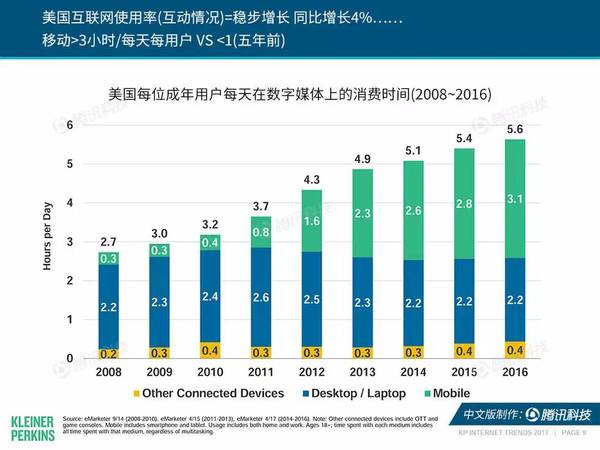 美国互联网使用率(互动情况)=稳步增长 同比增长4%……
移动>3小时/每天每用户 VS <1(五年前)
美国每位成年用户每天在数字媒体上的消费时间(2008~2016)
腾讯科技
腾讯科技
Hours per Day
6
5
4
3
2
1
0
2.7 3.0 3.2 3.7 4.3 4.9 5.1 5.4 5.6
0.3 0.3 0.4 0.8 1.6 2.3 2.6 2.8 3.1
2.2 2.3 2.4 2.6 2.5 2.3 2.2 2.2 2.2
0.2 0.3 0.4 0.3 0.3 0.3 0.3 0.4 0.4
2008 2009 2010 2011 2012 2013 2014 2015 2016
Other Connected Devices Desktop / Laptop Mobile
腾讯科技
腾讯科技
KLEINER
PERKINS
Source: eMarketer 9/14 (2008-2010), eMarketer 4/15 (2011-2013), eMarketer 4/17 (2014-2016). Note: Other connected devices include OTT and
game consoles. Mobile includes smartphone and tablet. Usage includes both home and work. Ages 18+; time spent with each medium includes
all time spent with that medium, regardless of multitasking.
中文版制作: 腾讯科技
KP INTERNET TRENDS 2017 | PAGE 9